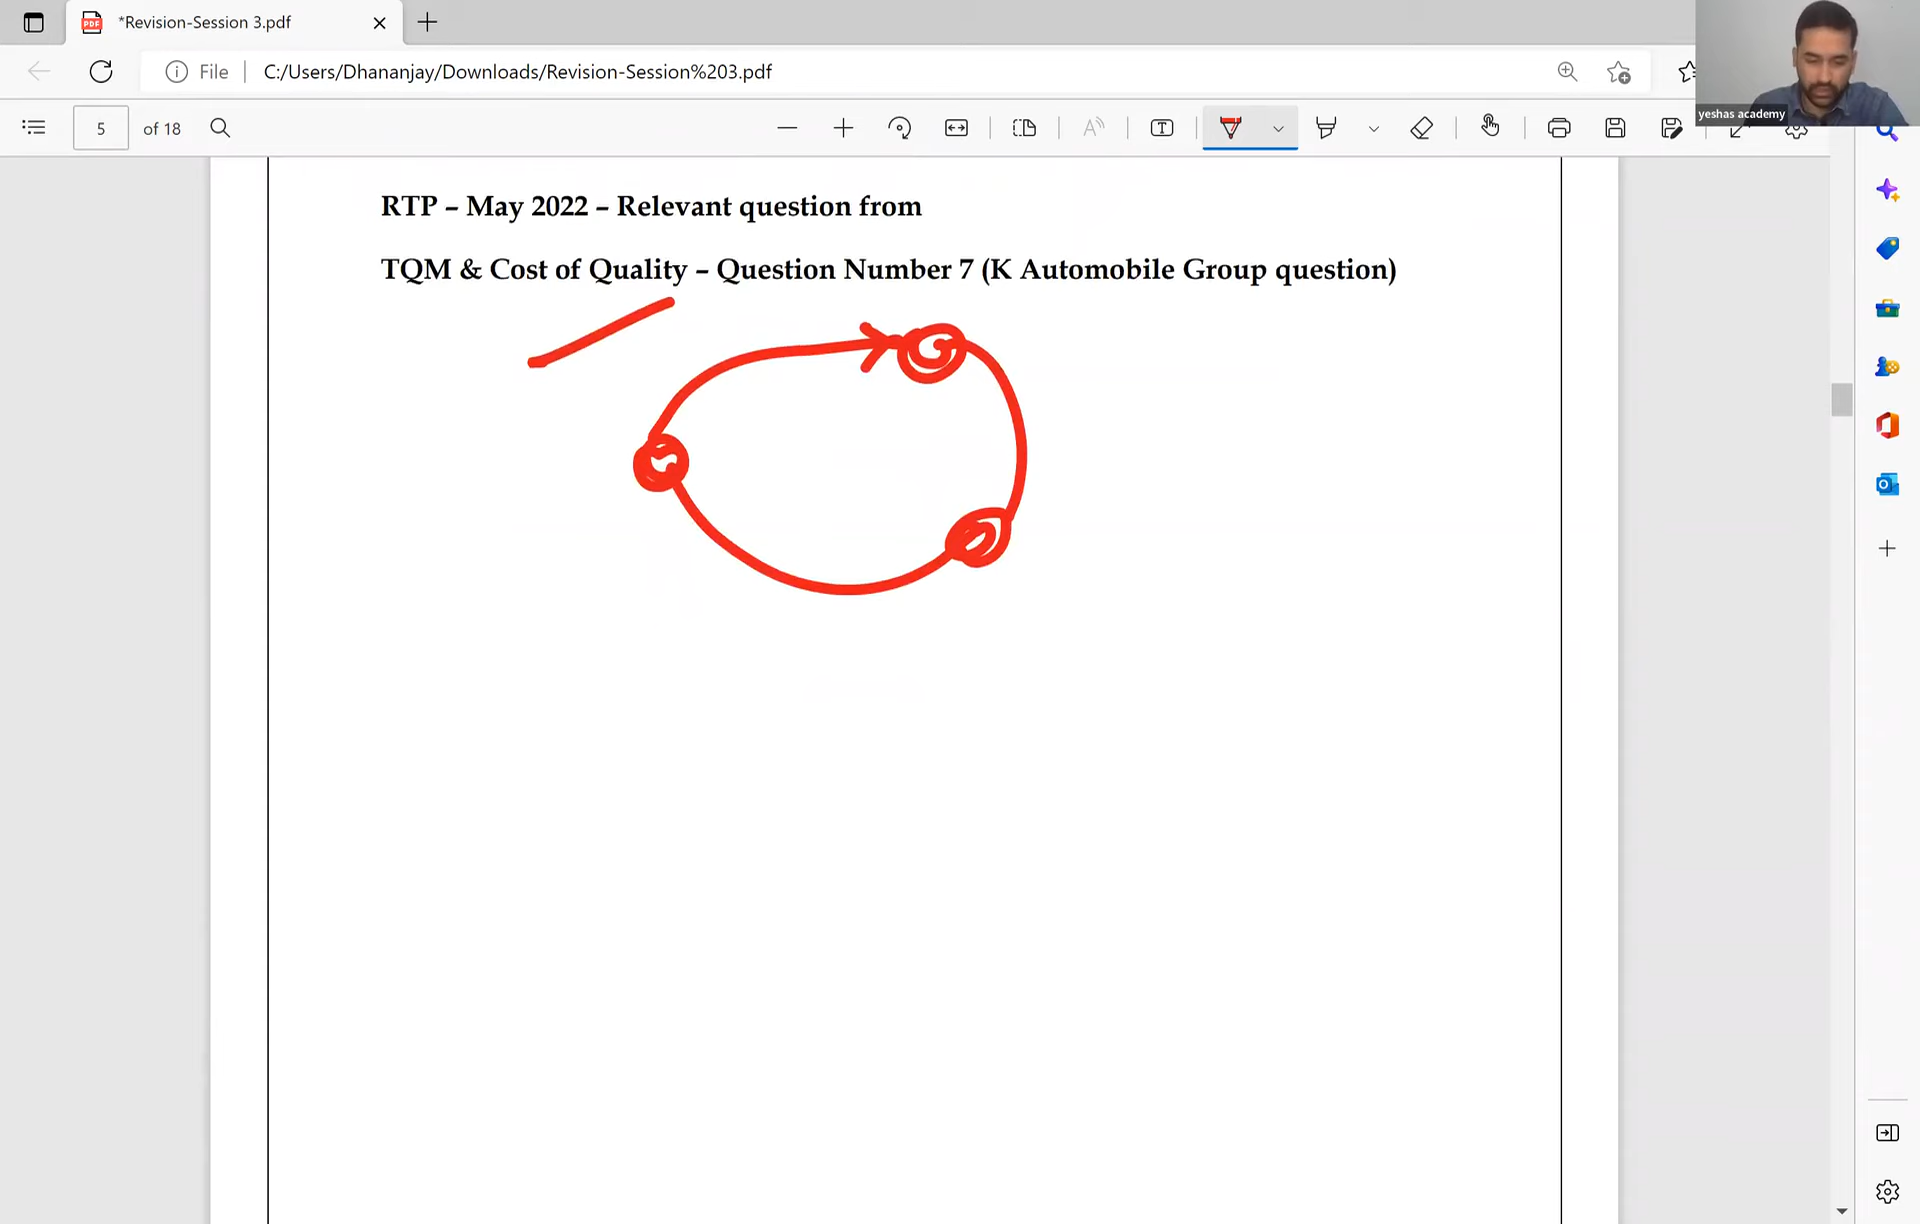 *Revision-Session 3.pdf
File
C:/Users/Dhananjay/Downloads/Revision-Session%203.pdf
yeshas academy
5 of 18
RTP – May 2022 – Relevant question from
TQM & Cost of Quality – Question Number 7 (K Automobile Group question)